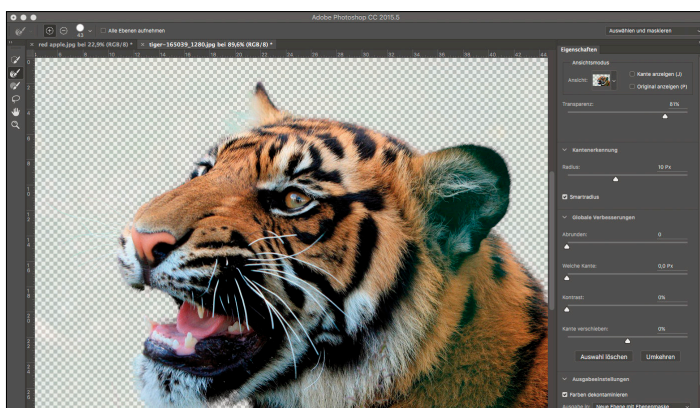 Adobe Photoshop CC 2015.5
43
Alle Ebenen aufnehmen
Auswählen und maskieren
× red apple.jpg bei 22,9% (RGB/8) *
× tiger-165039_1280.jpg bei 89,6% (RGB/8) *
Eigenschaften
Ansichtsmodus
Ansicht:
Kante anzeigen (J)
Original anzeigen (P)
Transparenz: 81%
Kantenerkennung
Radius: 10 Px
Smartradius
Globale Verbesserungen
Abrunden: 0
Weiche Kante: 0,0 Px
Kontrast: 0%
Kante verschieben: 0%
Auswahl löschen Umkehren
Ausgabeeinstellungen
Farben dekontaminieren
Ausgabe in: Neue Ebene mit Ebenenmaske